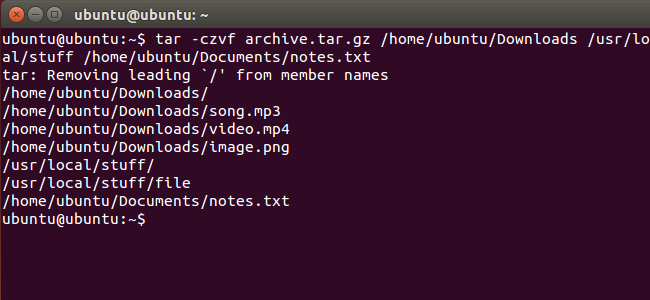 ubuntu@ubuntu: ~
ubuntu@ubuntu:~$ tar -czvf archive.tar.gz /home/ubuntu/Downloads /usr/lo
al/stuff /home/ubuntu/Documents/notes.txt
tar: Removing leading `/' from member names
/home/ubuntu/Downloads/
/home/ubuntu/Downloads/song.mp3
/home/ubuntu/Downloads/video.mp4
/home/ubuntu/Downloads/image.png
/usr/local/stuff/
/usr/local/stuff/file
/home/ubuntu/Documents/notes.txt
ubuntu@ubuntu:~$